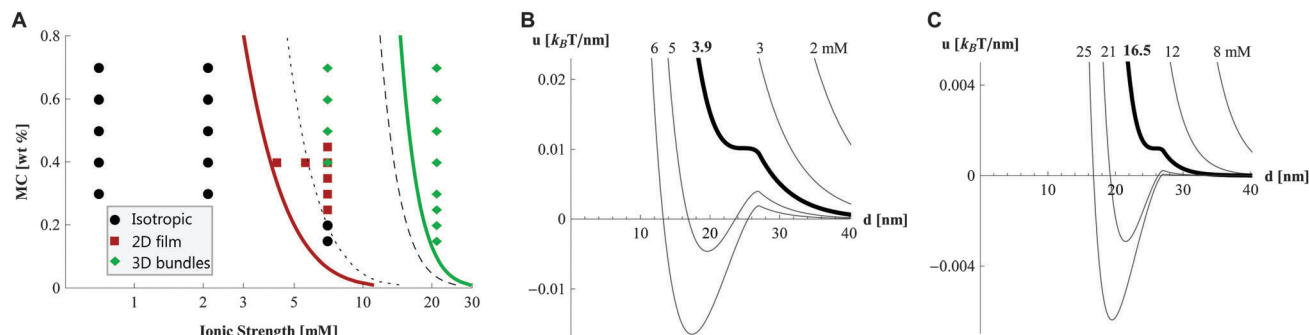 A
MC [wt %]
0.8
0.6
0.4
0.2
0
Isotropic
2D film
3D bundles
1
2
3
5
10
20
30
Ionic Strength [mM]
B
u [kBT/nm]
6
5
3.9
3
2 mM
0.02
0.01
0
-0.01
10
20
30
40
d [nm]
C
u [kBT/nm]
25
21
16.5
12
8 mM
0.004
0
-0.004
10
20
30
40
d [nm]